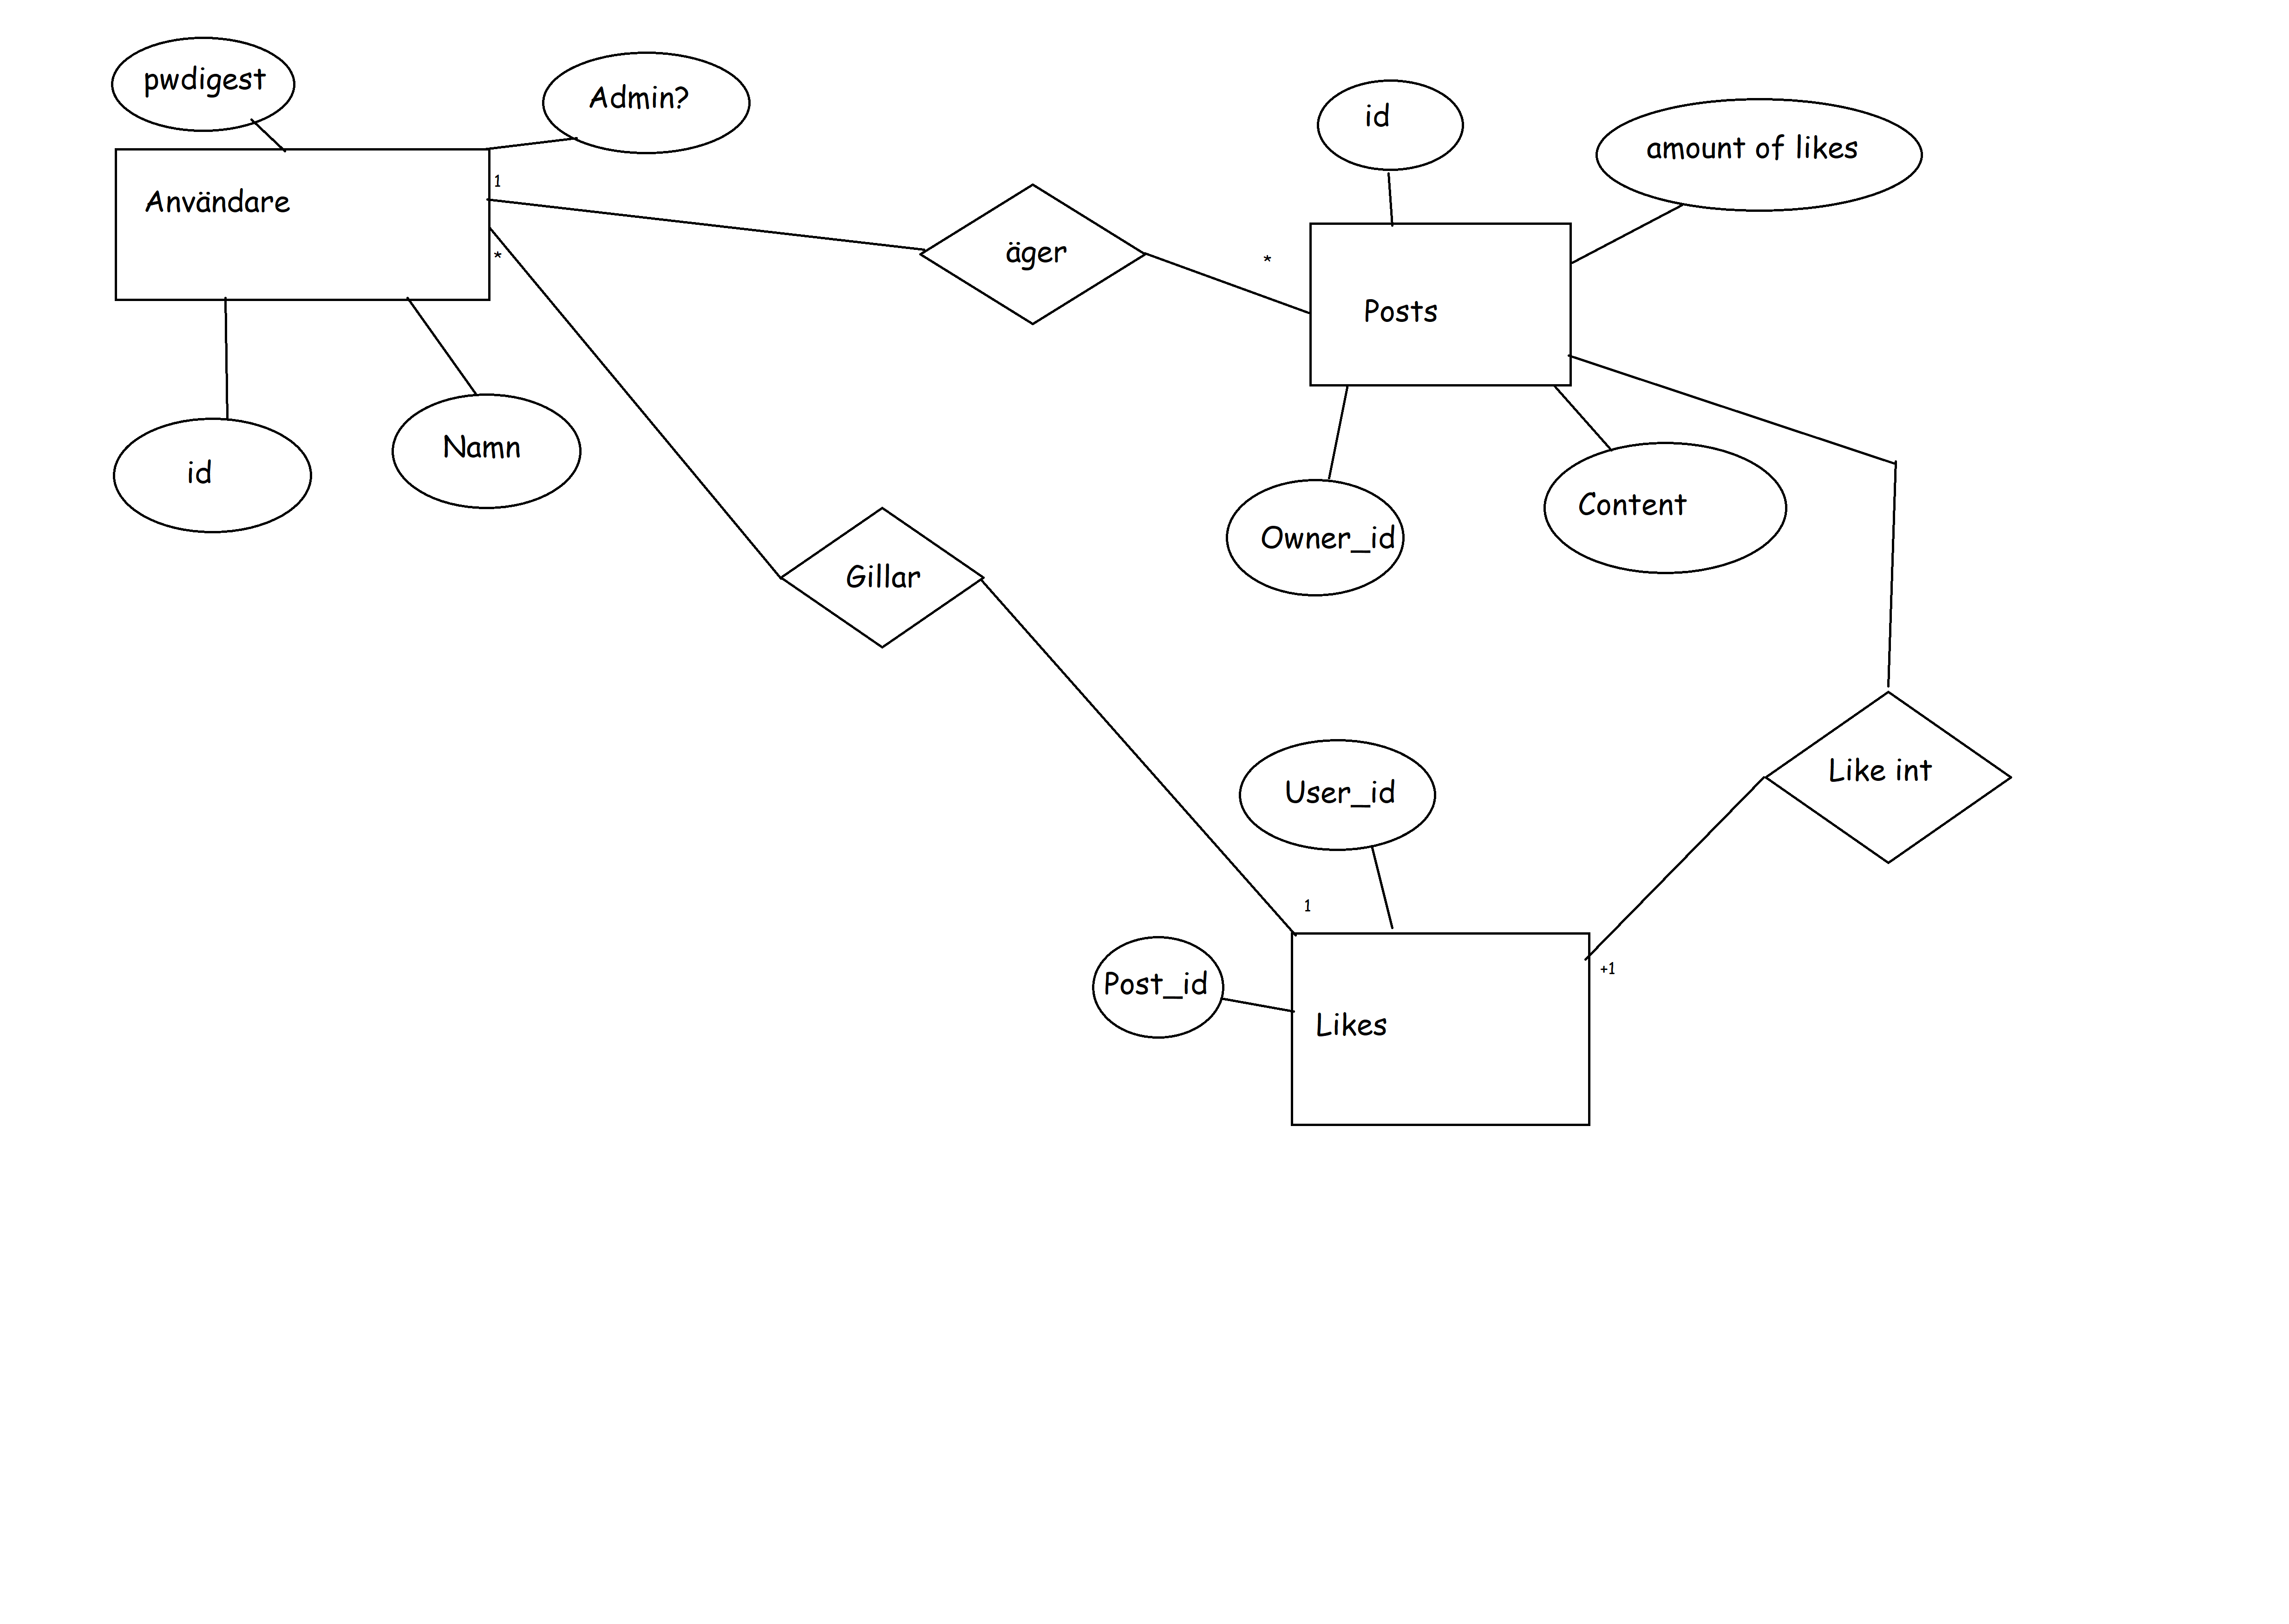 pwdigest
Admin?
id
amount of likes
Användare
1
*
äger
*
Posts
id
Namn
Owner_id
Content
Gillar
User_id
Like int
1
+1
Post_id
Likes